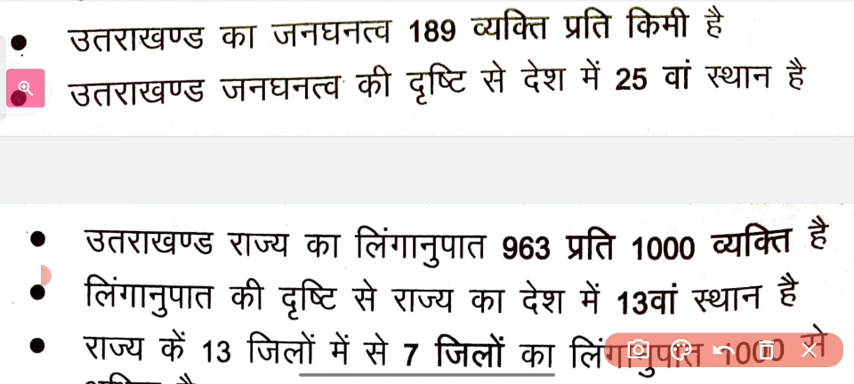 उतराखण्ड का जनघनत्व 189 व्यक्ति प्रति किमी है
उतराखण्ड जनघनत्व की दृष्टि से देश में 25 वां स्थान है
उतराखण्ड राज्य का लिंगानुपात 963 प्रति 1000 व्यक्ति है
लिंगानुपात की दृष्टि से राज्य का देश में 13वां स्थान है
राज्य कें 13 जिलों में से 7 जिलों का लिंगानुपात 1000 से